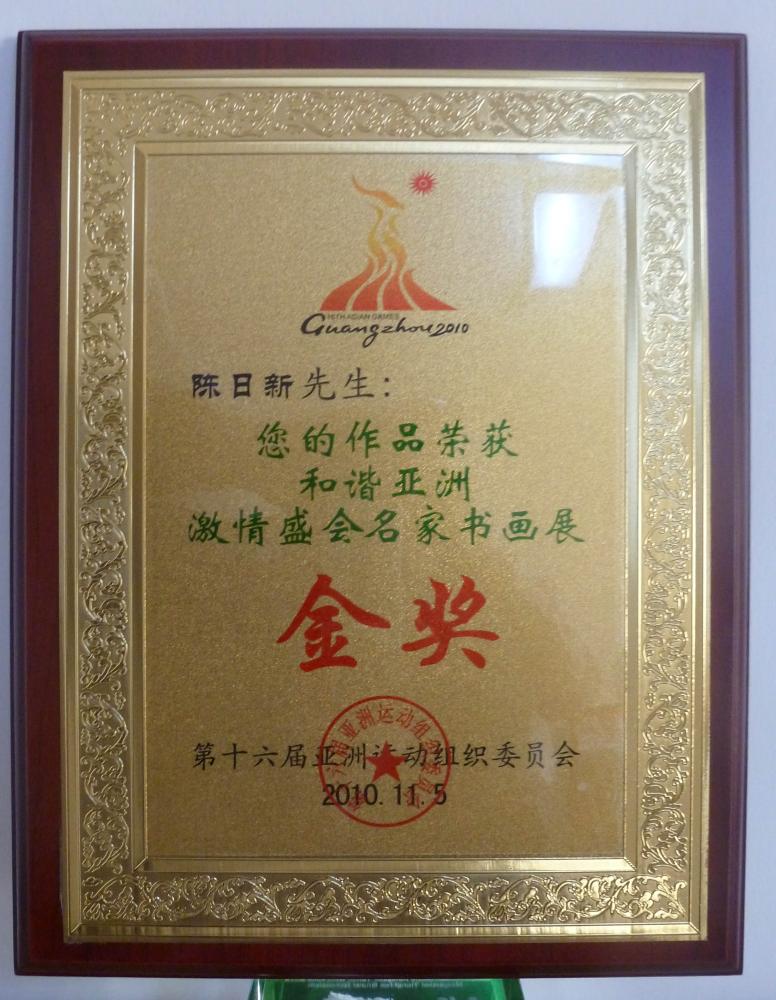 16TH ASIAN GAMES
Guangzhou 2010
陈日新先生：
您的作品荣获
和谐亚洲
激情盛会名家书画展
金奖
第十六届亚洲运动组织委员会
2010.11.5